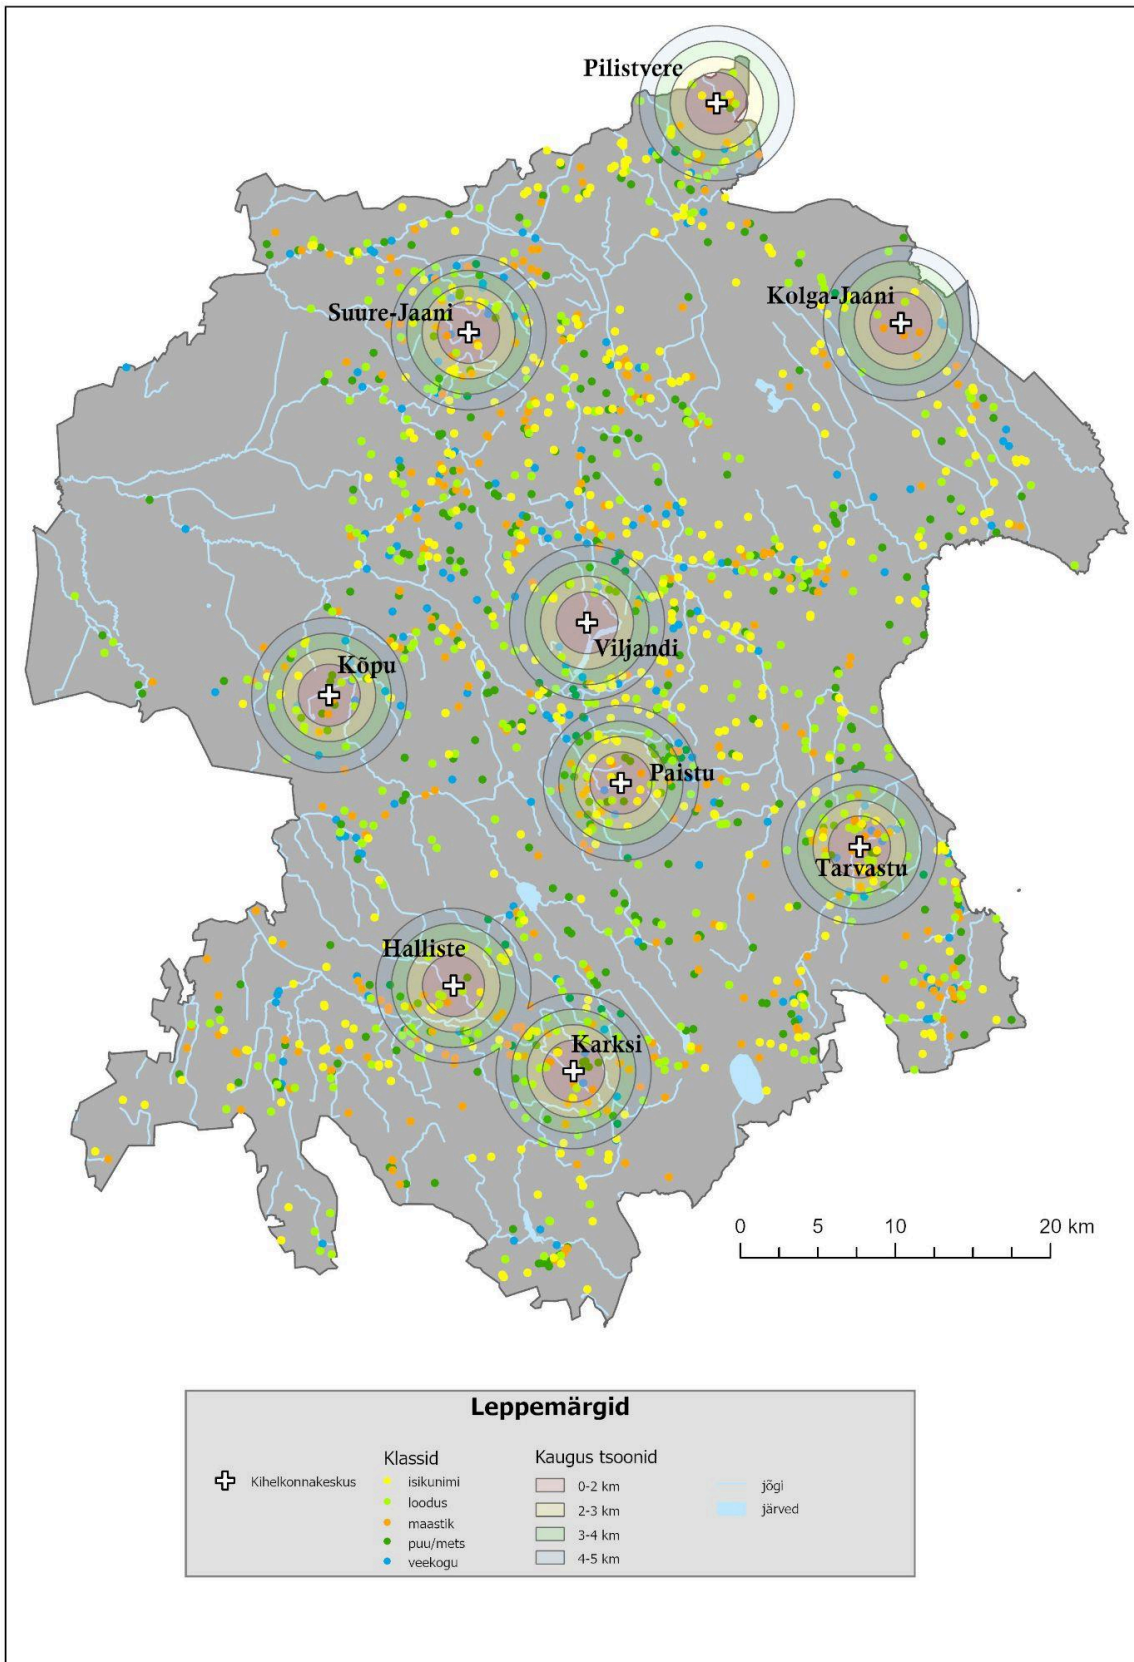 Pilistvere
Kolga-Jaani
Suure-Jaani
Viljandi
Kõpu
Paistu
Tarvastu
Halliste
Karksi
0 5 10 20 km
Leppemärgid
Klassid
Kaugus tsoonid
Kihelkonnakeskus
isikunimi
loodus
maastik
puu/mets
veekogu
0-2 km
2-3 km
3-4 km
4-5 km
jõgi
järved